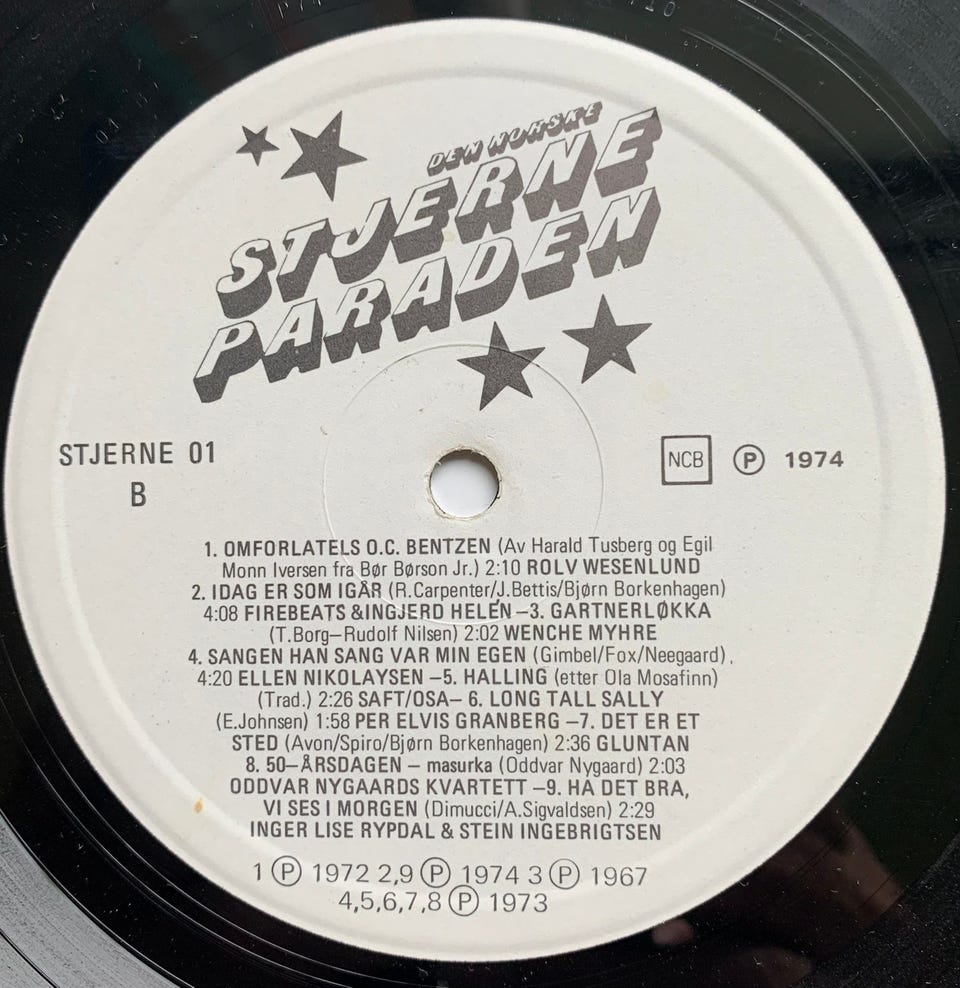 DEN NORSKE
STJERNE
PARADEN
STJERNE 01
B
NCB Ⓟ 1974
1. OMFORLATELS O.C. BENTZEN (Av Harald Tusberg og Egil
Monn Iversen fra Bør Børson Jr.) 2:10 ROLV WESENLUND
2. IDAG ER SOM IGÅR (R.Carpenter/J.Bettis/Bjørn Borkenhagen)
4:08 FIREBEATS &INGJERD HELÉN —3. GARTNERLØKKA
(T.Borg—Rudolf Nilsen) 2:02 WENCHE MYHRE
4. SANGEN HAN SANG VAR MIN EGEN (Gimbel/Fox/Neegaard).
4:20 ELLEN NIKOLAYSEN —5. HALLING (etter Ola Mosafinn)
(Trad.) 2:26 SAFT/OSA— 6. LONG TALL SALLY
(E.Johnsen) 1:58 PER ELVIS GRANBERG —7. DET ER ET
STED (Avon/Spiro/Bjørn Borkenhagen) 2:36 GLUNTAN
8. 50—ÅRSDAGEN — masurka (Oddvar Nygaard) 2:03
ODDVAR NYGAARDS KVARTETT —9. HA DET BRA,
VI SES I MORGEN (Dimucci/A.Sigvaldsen) 2:29
INGER LISE RYPDAL & STEIN INGEBRIGTSEN
1 Ⓟ 1972 2,9 Ⓟ 1974 3 Ⓟ 1967
4,5,6,7,8 Ⓟ 1973